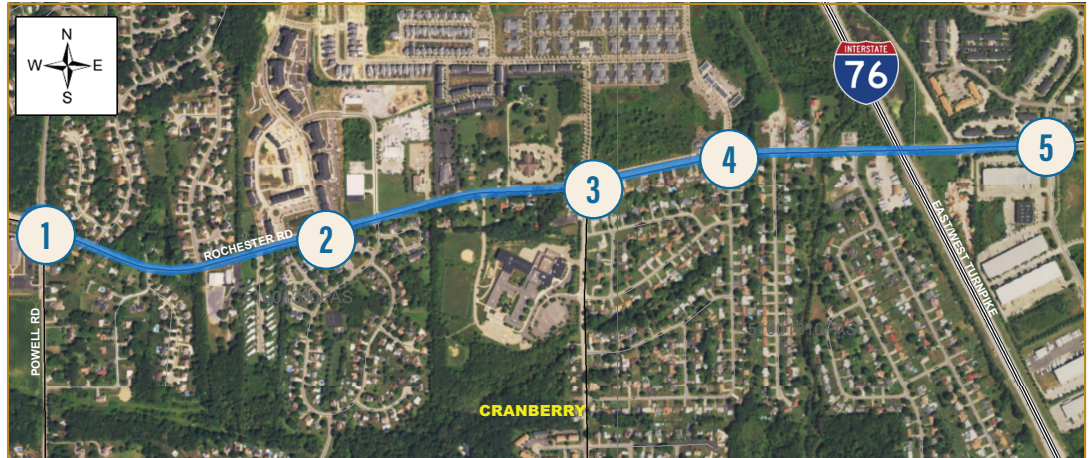 N
W E
S
INTERSTATE
76
1
2
3
4
5
ROCHESTER RD
POWELL RD
EAST/WEST TURNPIKE
CRANBERRY